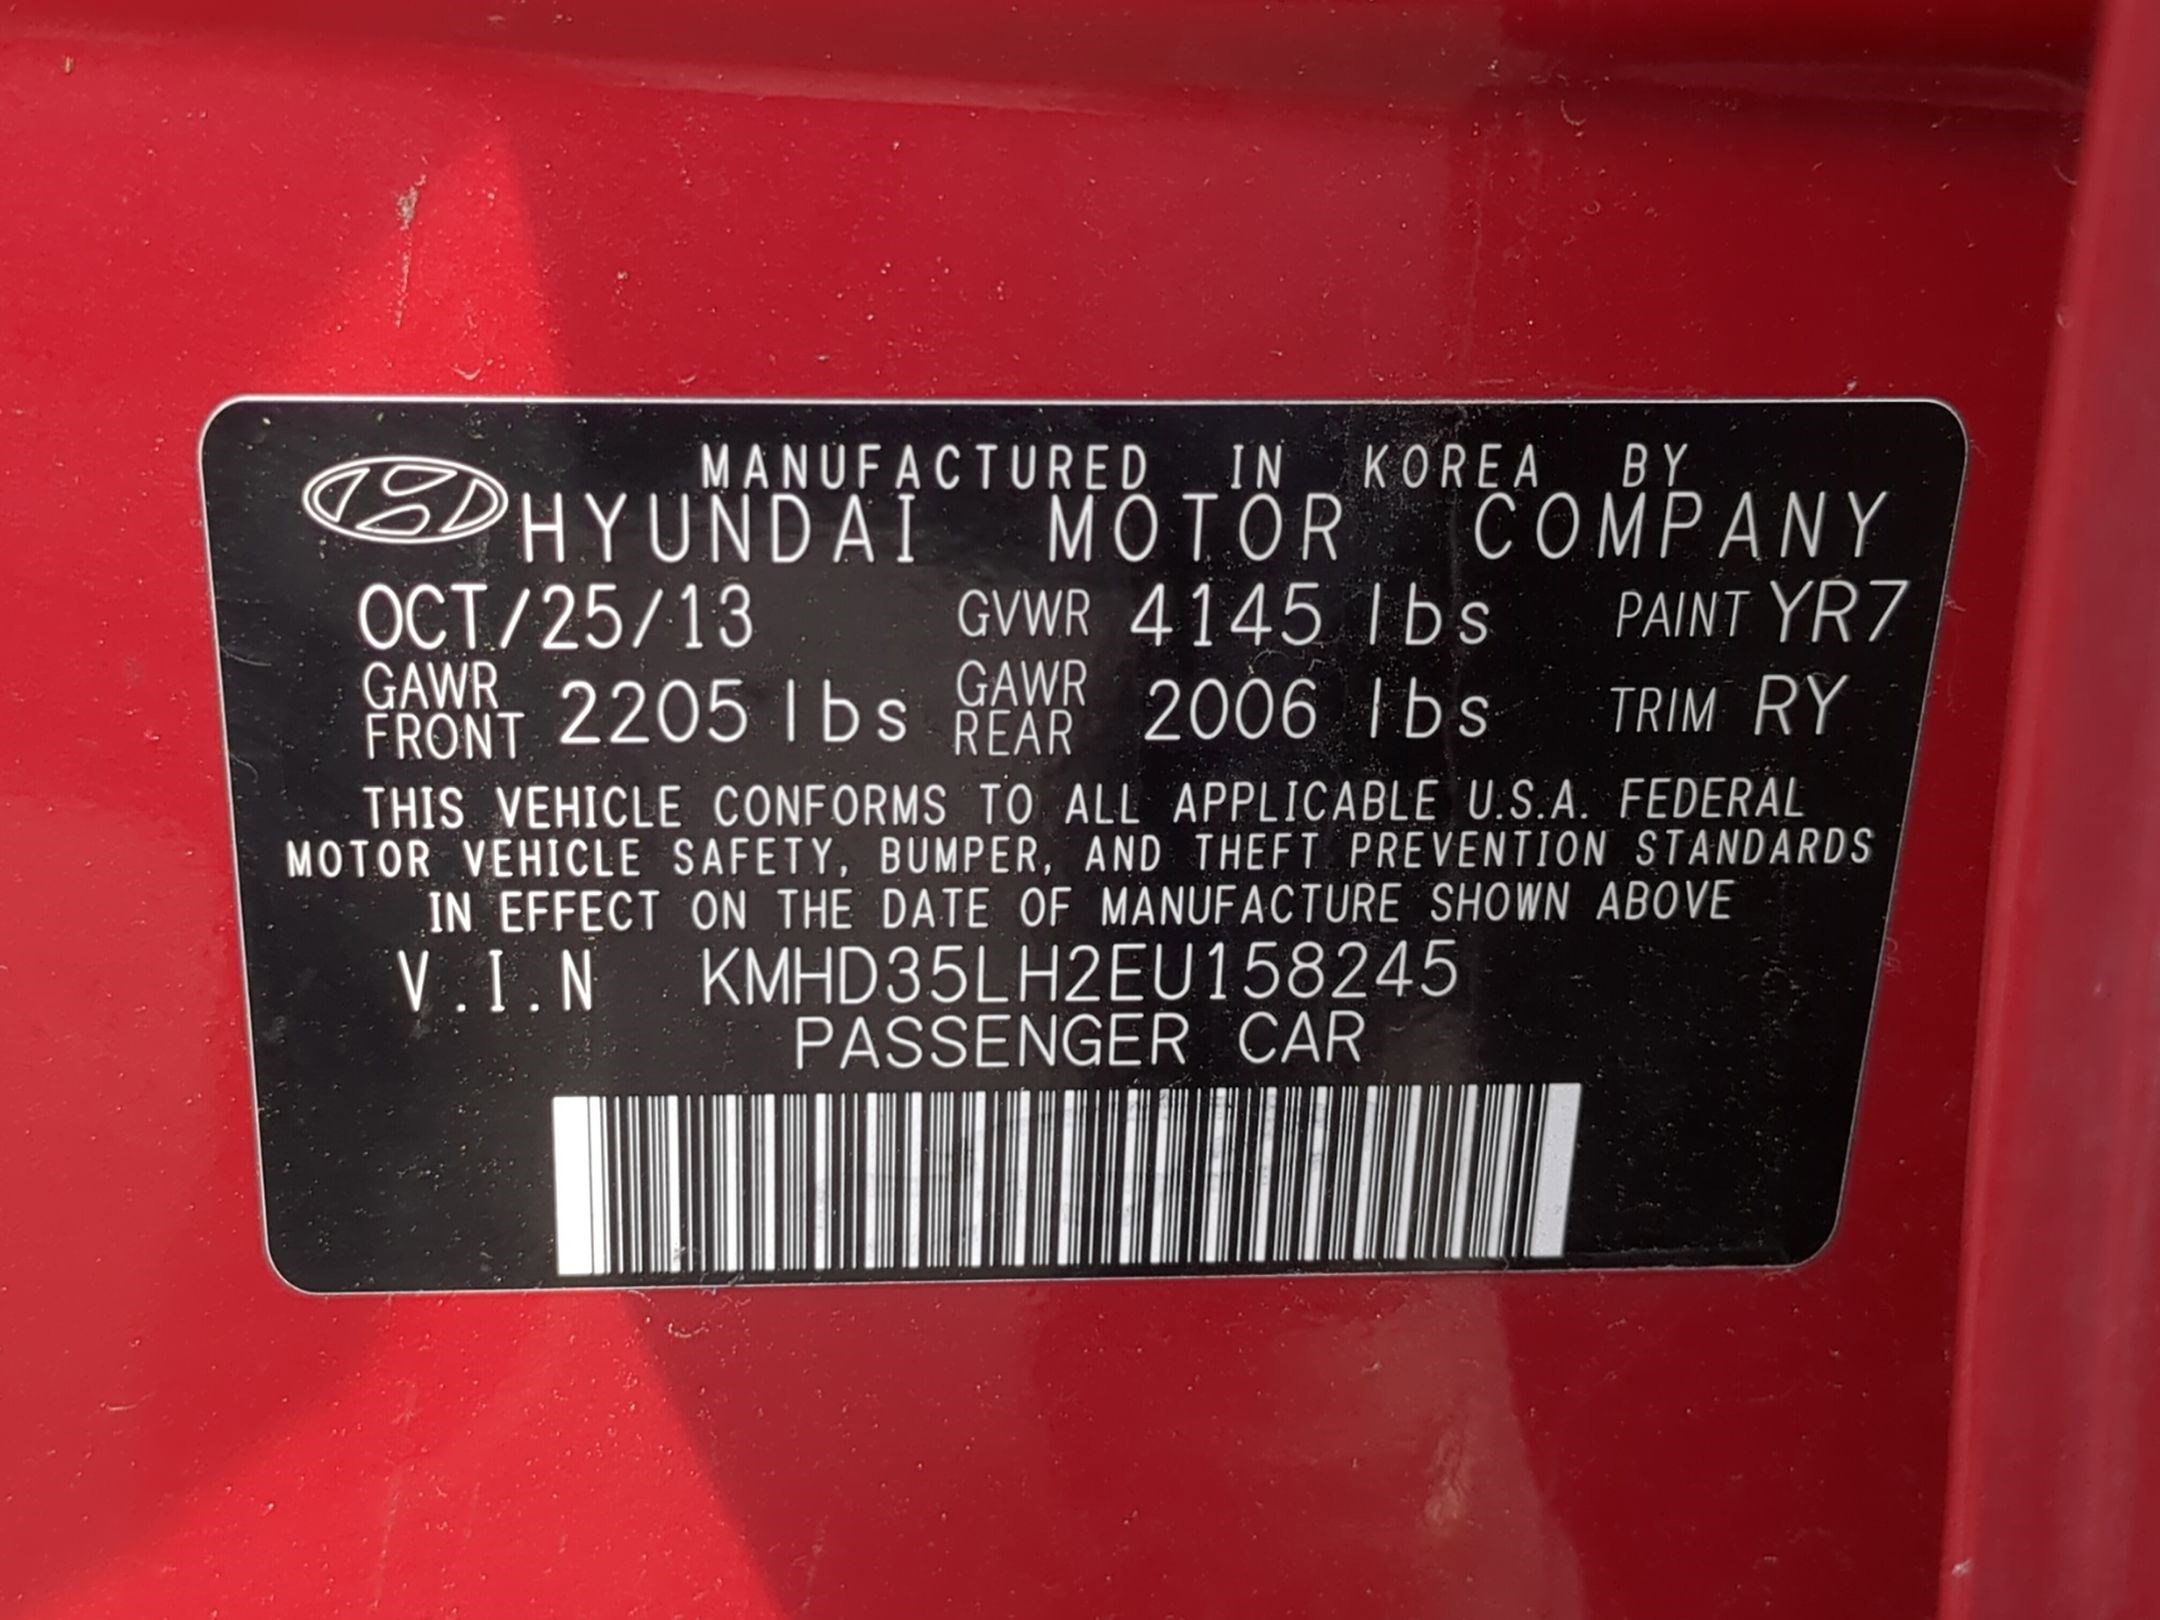 MANUFACTURED IN KOREA BY
HYUNDAI MOTOR COMPANY
OCT/25/13 GVWR 4145 lbs PAINT YR7
GAWR FRONT 2205 lbs GAWR REAR 2006 lbs TRIM RY
THIS VEHICLE CONFORMS TO ALL APPLICABLE U.S.A. FEDERAL
MOTOR VEHICLE SAFETY, BUMPER, AND THEFT PREVENTION STANDARDS
IN EFFECT ON THE DATE OF MANUFACTURE SHOWN ABOVE
V.I.N KMHD35LH2EU158245
PASSENGER CAR